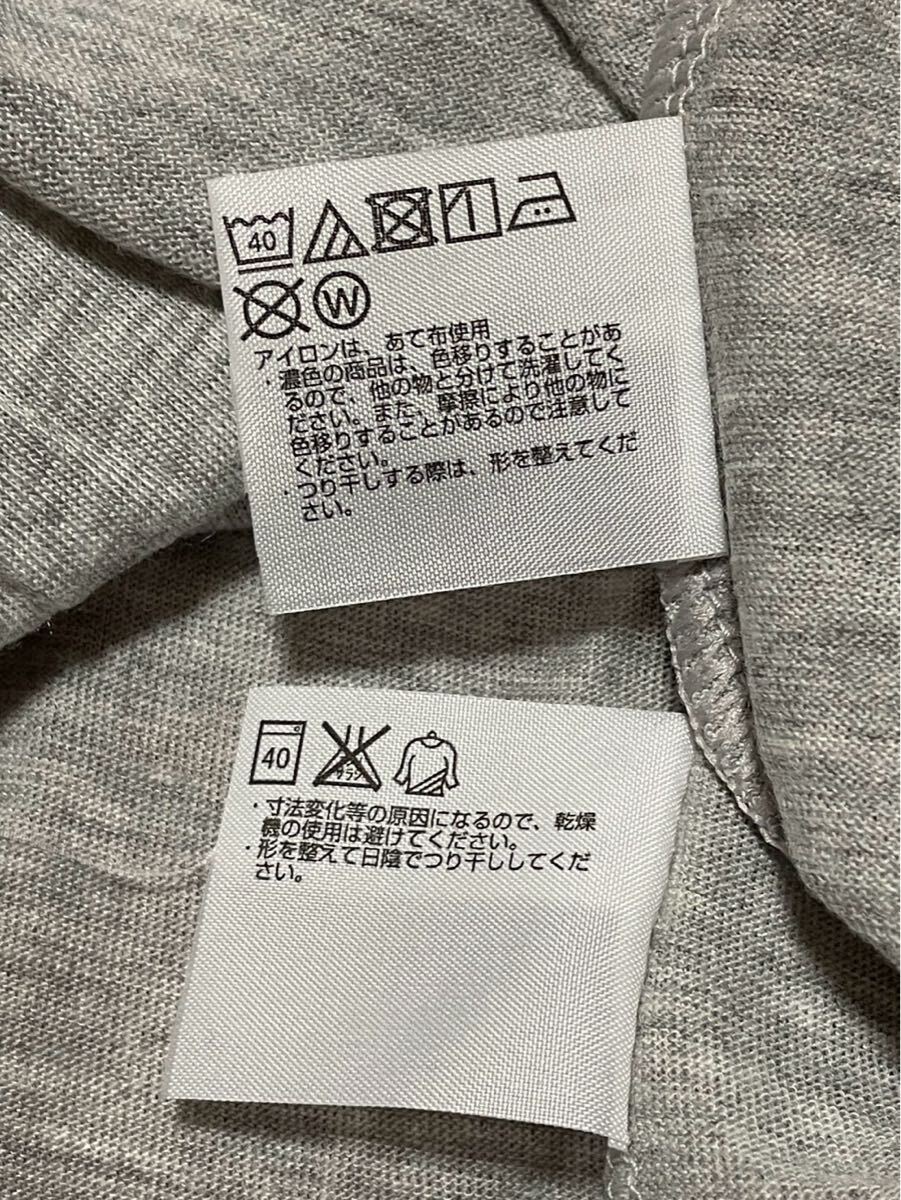 40
W
アイロンは、あて布使用
・濃色の商品は、色移りすることがあ
るので、他の物と分けて洗濯してく
ださい。また、摩擦により他の物に
色移りすることがあるので注意して
ください。
・つり干しする際は、形を整えてくだ
さい。
40
サラシ
・寸法変化等の原因になるので、乾燥
機の使用は避けてください。
・形を整えて日陰でつり干ししてくだ
さい。